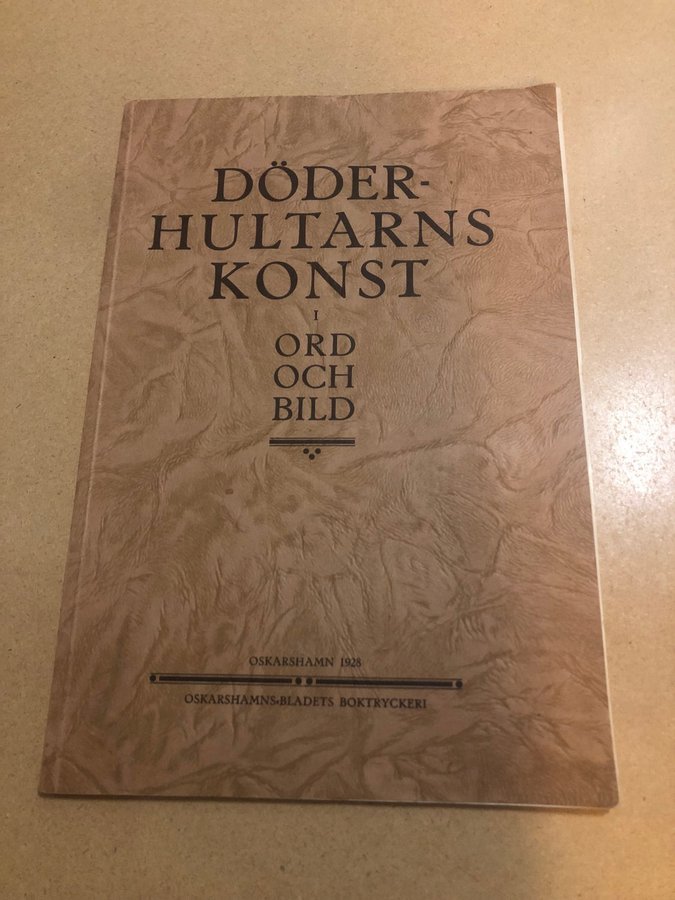 DÖDER-
HULTARNS
KONST
I
ORD
OCH
BILD
OSKARSHAMN 1928
OSKARSHAMNS-BLADETS BOKTRYCKERI